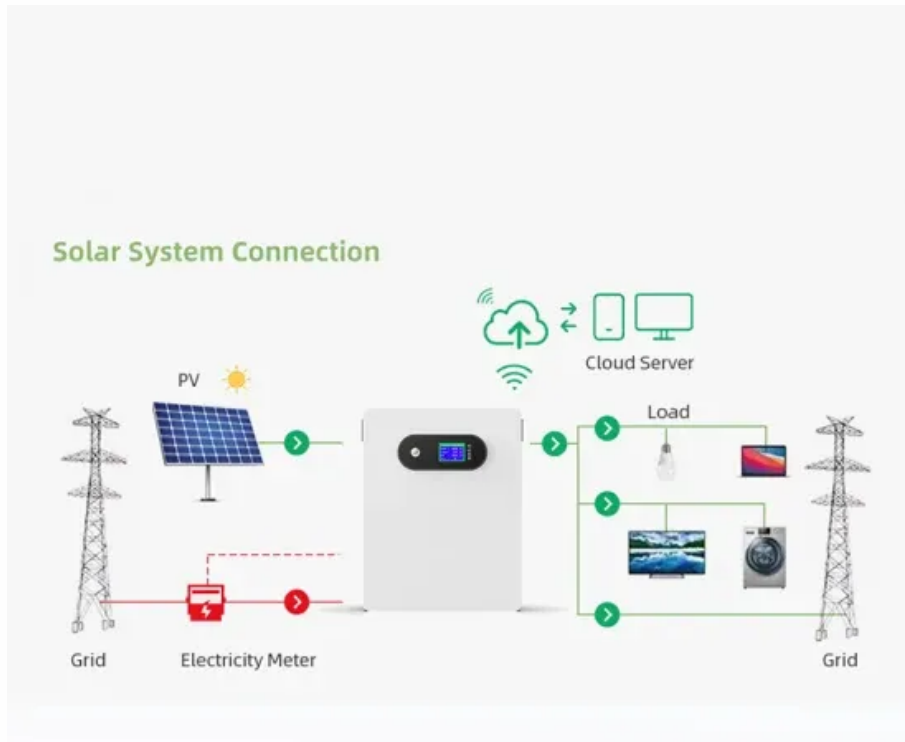 Solar System Connection
Cloud Server
PV
Load
Grid
Electricity Meter
Grid